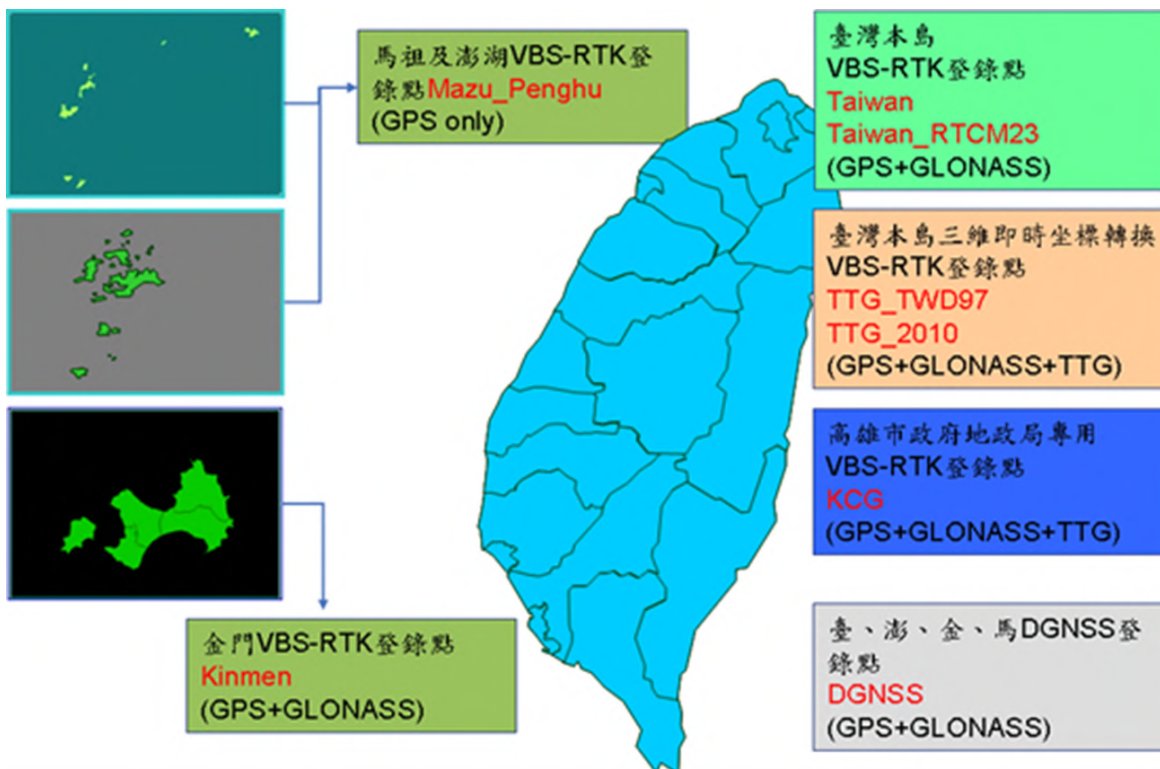 馬祖及澎湖VBS-RTK登
錄點Mazu_Penghu
(GPS only)
臺灣本島
VBS-RTK登錄點
Taiwan
Taiwan_RTCM23
(GPS+GLONASS)
臺灣本島三維即時坐標轉換
VBS-RTK登錄點
TTG_TWD97
TTG_2010
(GPS+GLONASS+TTG)
高雄市政府地政局專用
VBS-RTK登錄點
KCG
(GPS+GLONASS+TTG)
金門VBS-RTK登錄點
Kinmen
(GPS+GLONASS)
臺、澎、金、馬DGNSS登
錄點
DGNSS
(GPS+GLONASS)